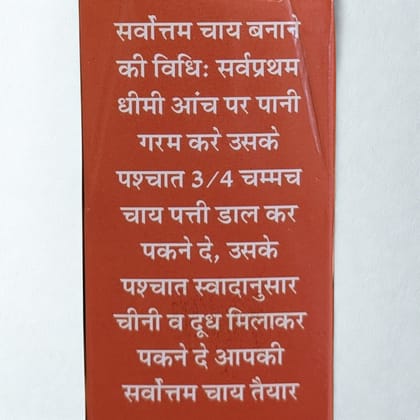 सर्वोत्तम चाय बनाने
की विधिः सर्वप्रथम
धीमी आंच पर पानी
गरम करे उसके
पश्चात 3/4 चम्मच
चाय पत्ती डाल कर
पकने दे, उसके
पश्चात स्वादानुसार
चीनी व दूध मिलाकर
पकने दे आपकी
सर्वोत्तम चाय तैयार